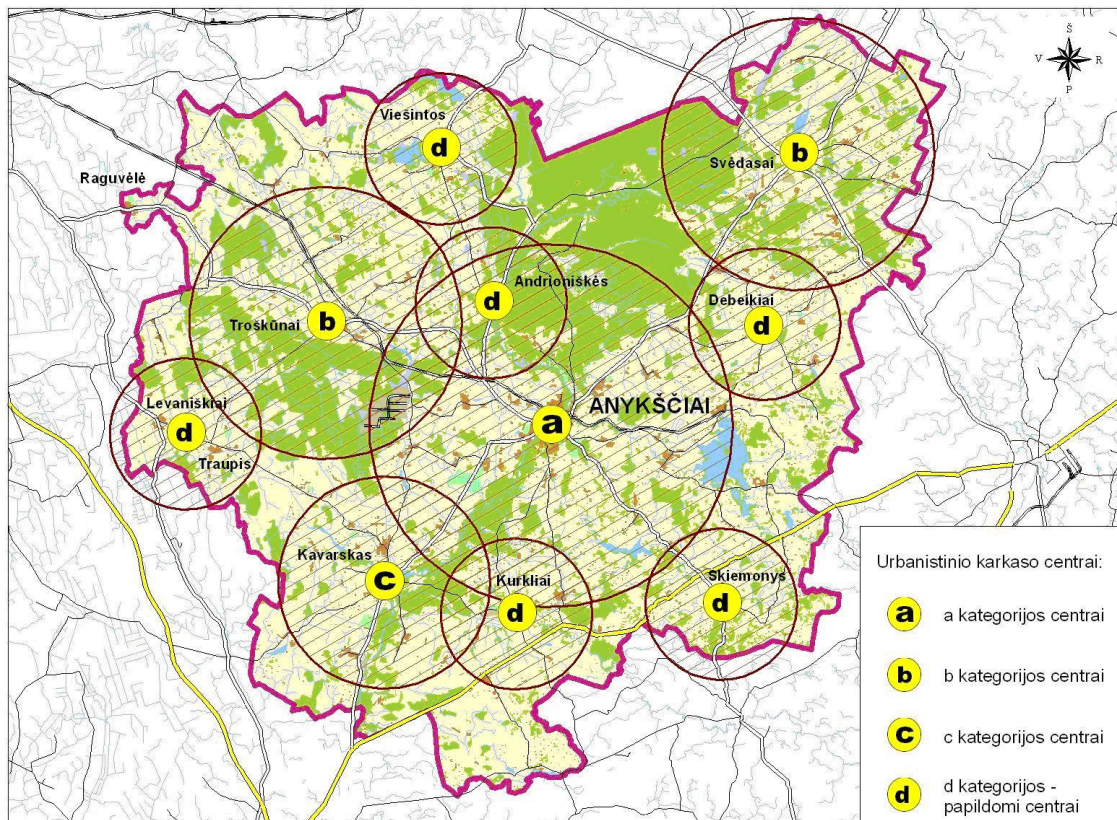 Š
V R
P
Viešintos
d
Svėdasai
b
Raguvėlė
Andrioniškės
d
Debeikiai
d
Troškūnai
b
Levaniškiai
d
Traupis
ANYKŠČIAI
a
Kavarskas
c
Kurkliai
d
Skiemonys
d
Urbanistinio karkaso centrai:
a a kategorijos centrai
b b kategorijos centrai
c c kategorijos centrai
d d kategorijos -
papildomi centrai